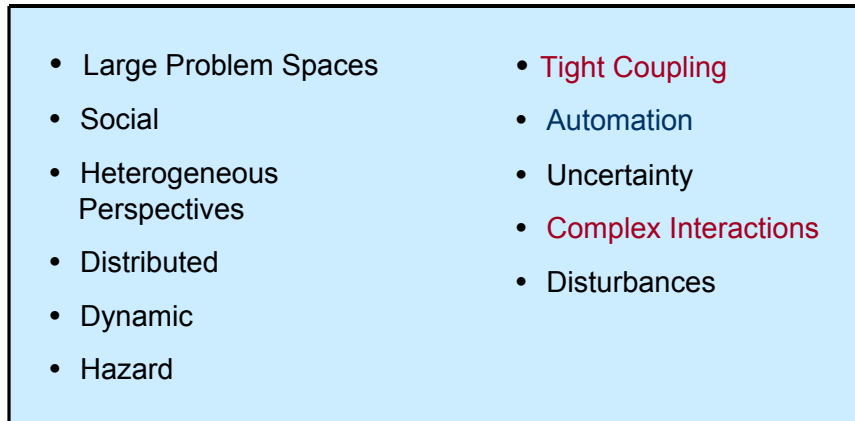 • Large Problem Spaces
• Social
• Heterogeneous
Perspectives
• Distributed
• Dynamic
• Hazard
• Tight Coupling
• Automation
• Uncertainty
• Complex Interactions
• Disturbances